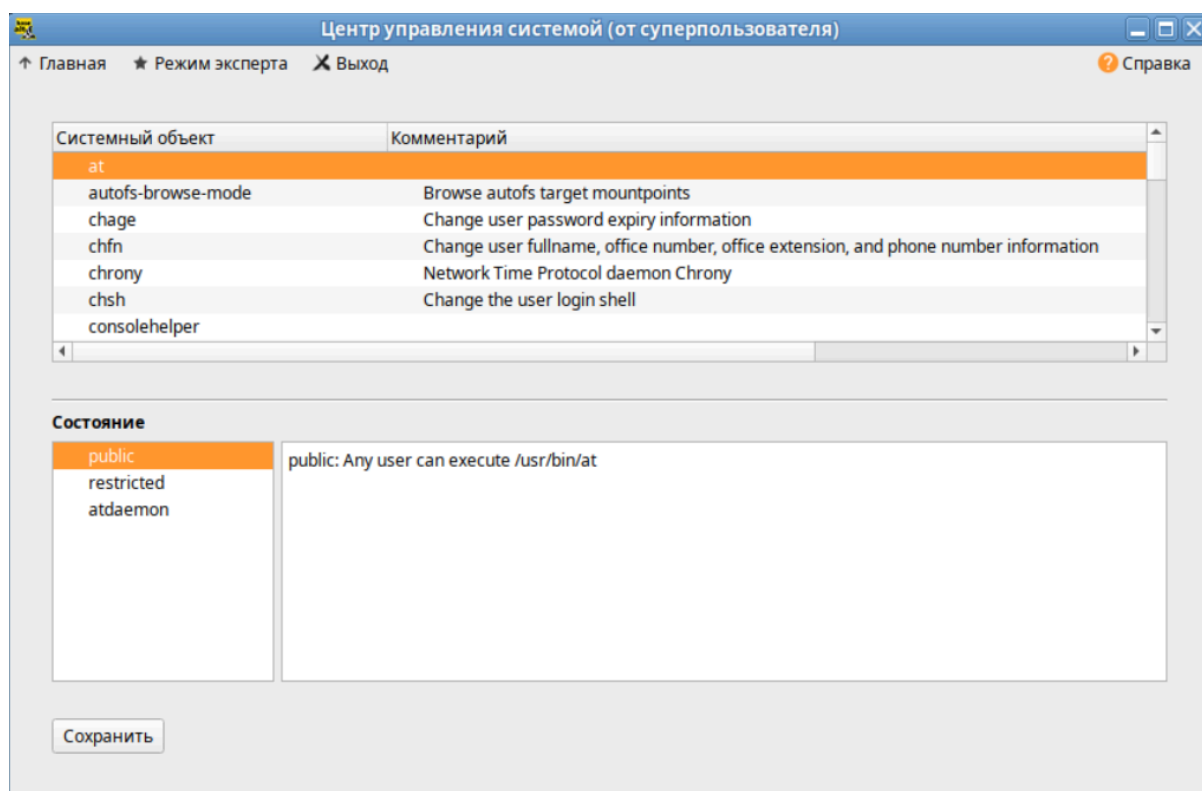 Центр управления системой (от суперпользователя)
Главная Режим эксперта Выход Справка
Системный объект Комментарий
at
autofs-browse-mode Browse autofs target mountpoints
chage Change user password expiry information
chfn Change user fullname, office number, office extension, and phone number information
chrony Network Time Protocol daemon Chrony
chsh Change the user login shell
consolehelper
Состояние
public public: Any user can execute /usr/bin/at
restricted
atdaemon
Сохранить